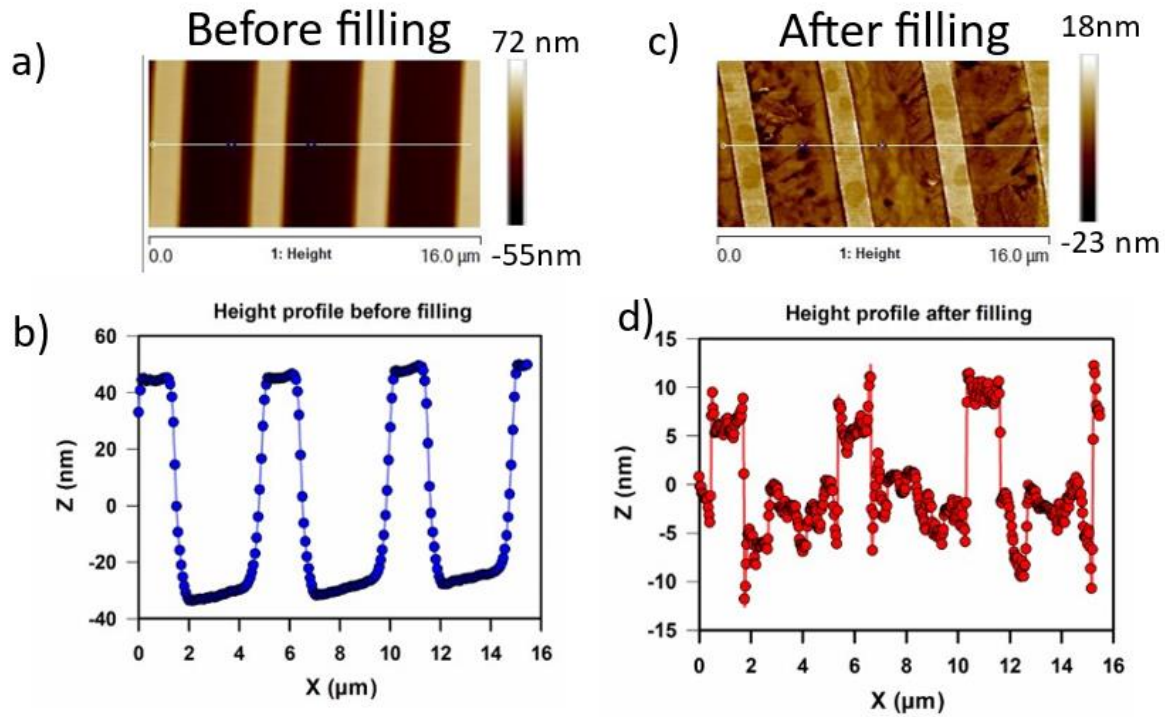 Before filling
a)
72 nm
-55nm
0.0
1: Height
16.0 µm
After filling
c)
18nm
-23 nm
0.0
1: Height
16.0 µm
b)
Height profile before filling
60
40
20
0
-20
-40
Z (nm)
0 2 4 6 8 10 12 14 16
X (µm)
d)
Height profile after filling
15
10
5
0
-5
-10
-15
Z (nm)
0 2 4 6 8 10 12 14 16
X (µm)